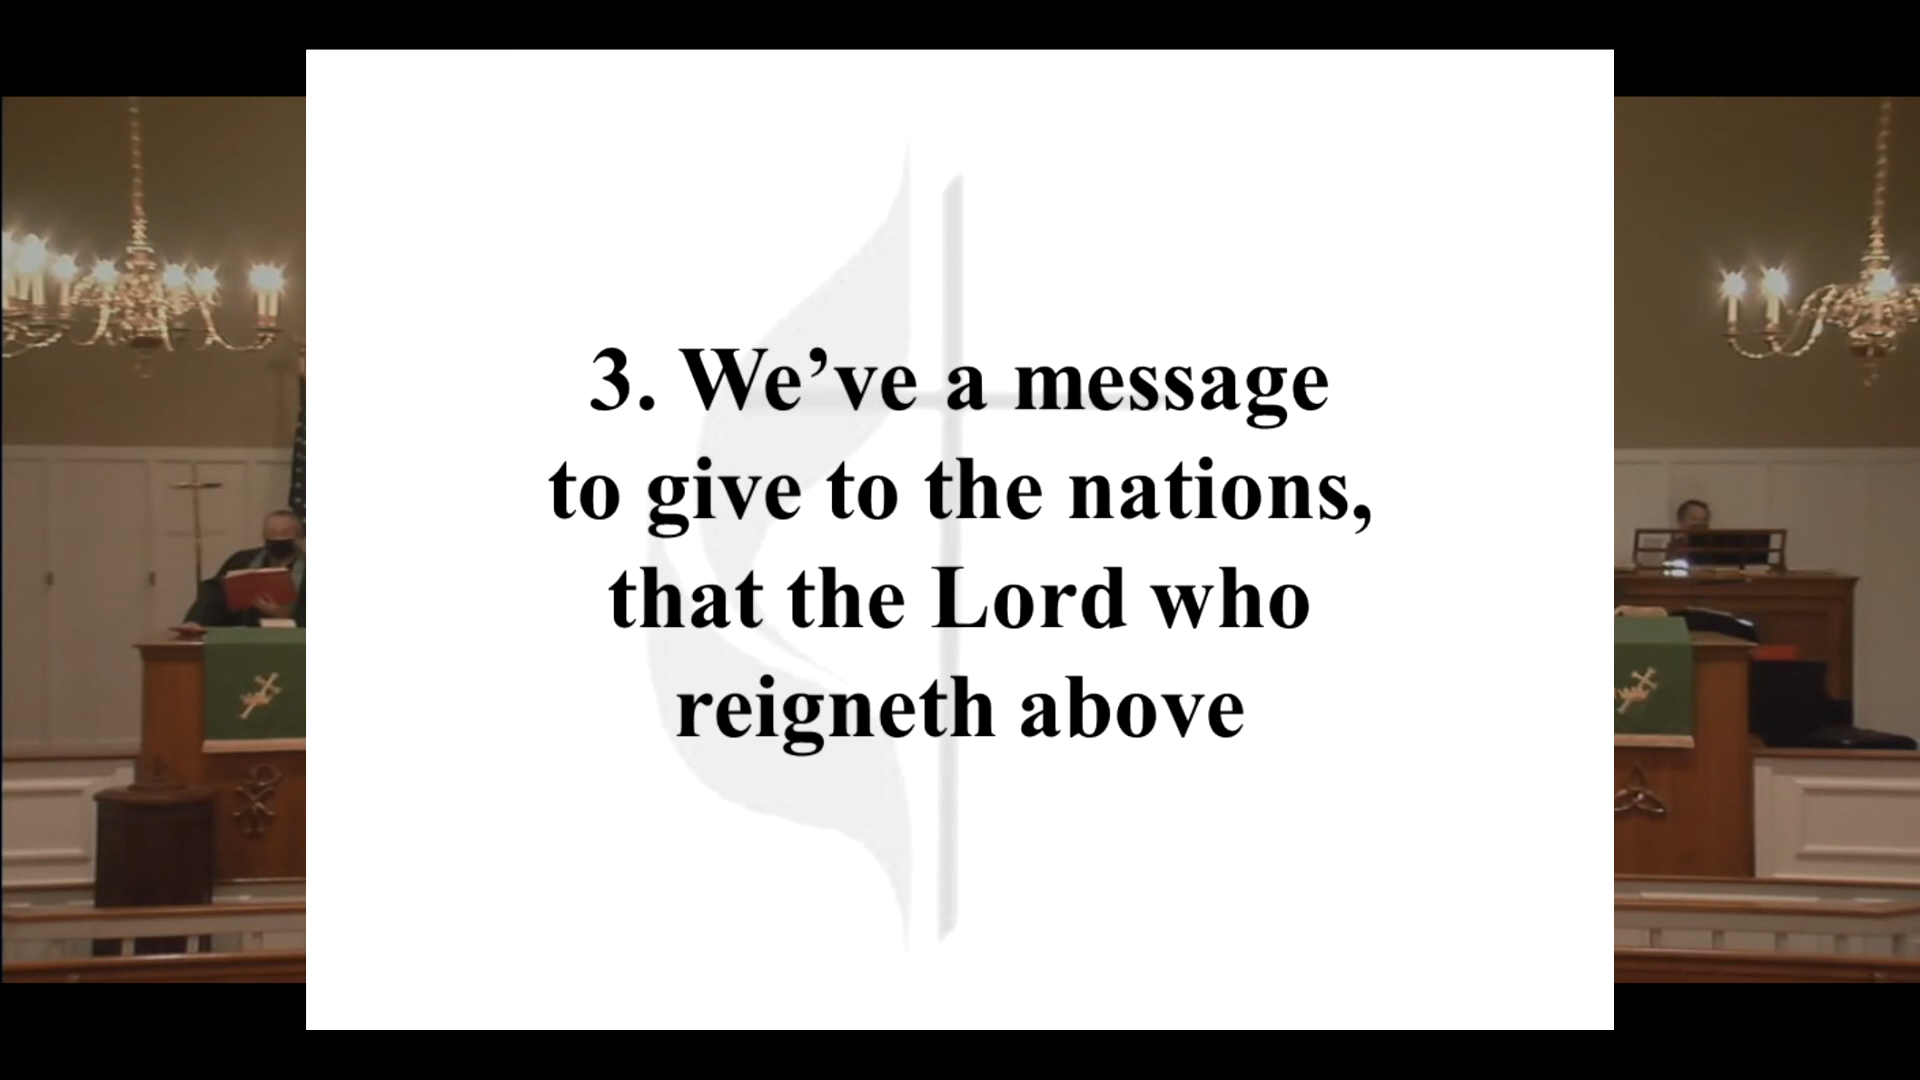 3. We’ve a message
to give to the nations,
that the Lord who
reigneth above